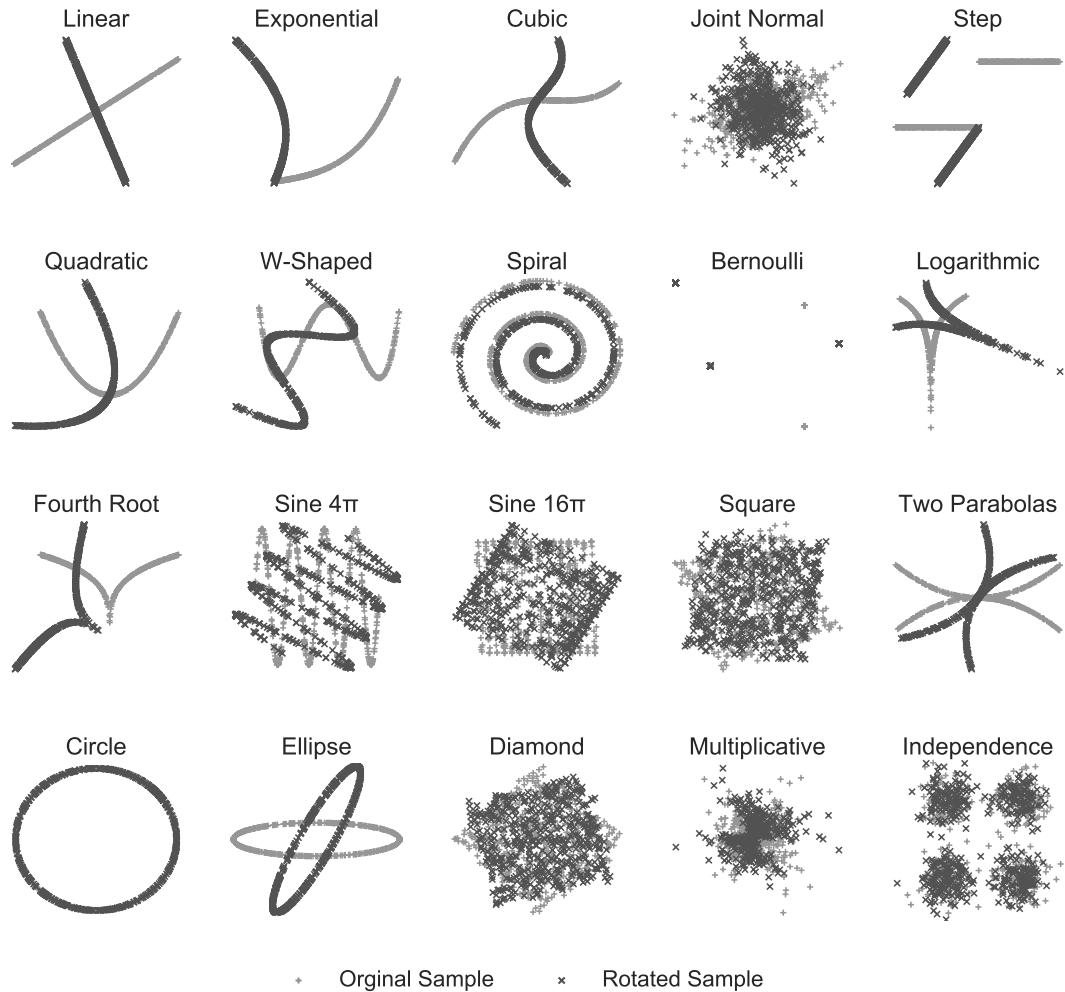 Linear Exponential Cubic Joint Normal Step
Quadratic W-Shaped Spiral Bernoulli Logarithmic
Fourth Root Sine 4π Sine 16π Square Two Parabolas
Circle Ellipse Diamond Multiplicative Independence
Orginal Sample Rotated Sample